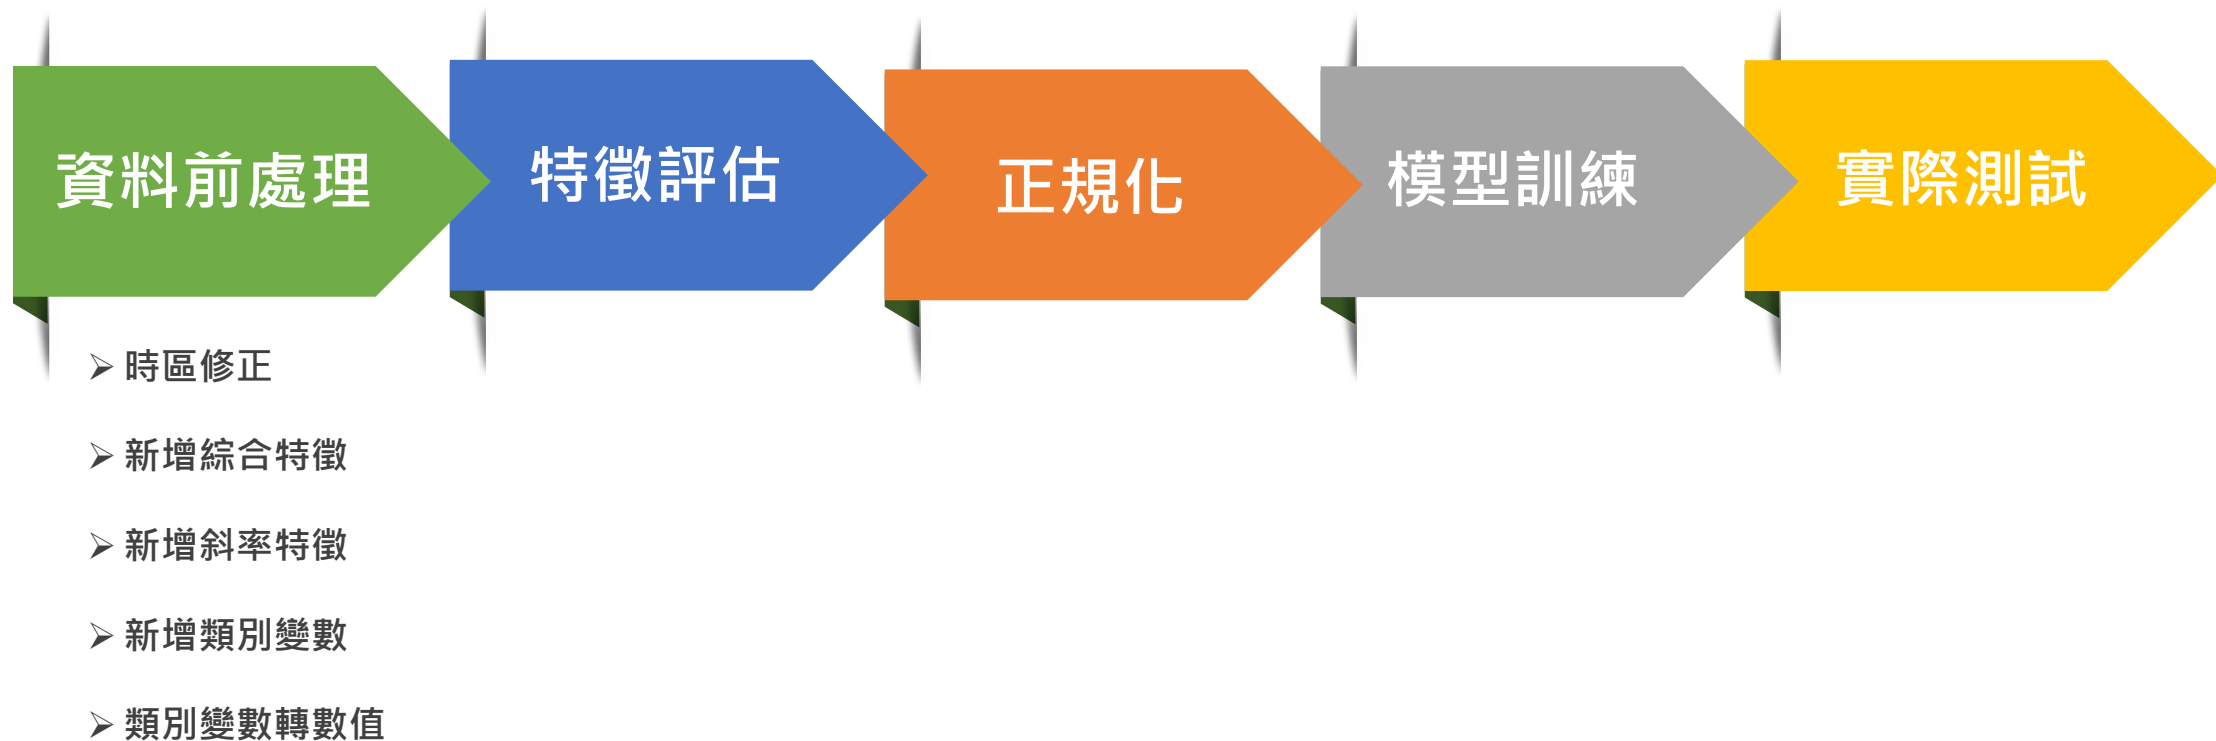 資料前處理
特徵評估
正規化
模型訓練
實際測試
➢ 時區修正
➢ 新增綜合特徵
➢ 新增斜率特徵
➢ 新增類別變數
➢ 類別變數轉數值